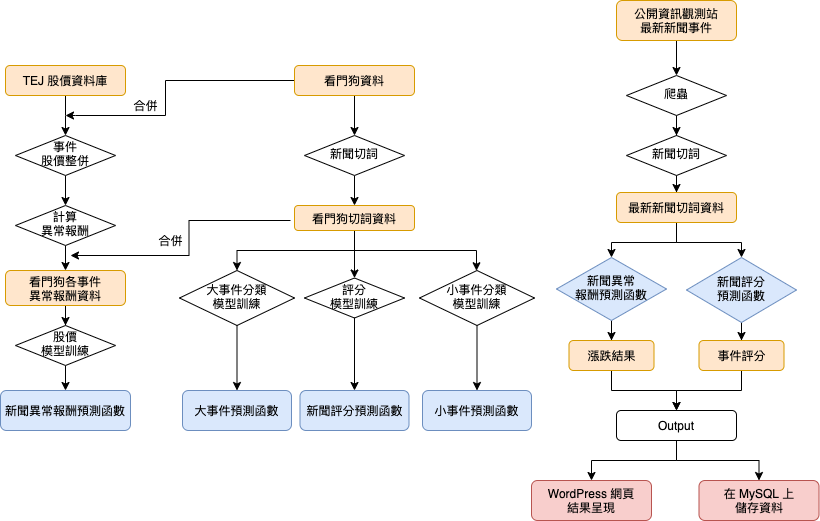 公開資訊觀測站
最新新聞事件
TEJ 股價資料庫
看門狗資料
爬蟲
合併
事件
股價整併
新聞切詞
新聞切詞
計算
異常報酬
看門狗切詞資料
最新新聞切詞資料
合併
看門狗各事件
異常報酬資料
大事件分類
模型訓練
評分
模型訓練
小事件分類
模型訓練
新聞異常
報酬預測函數
新聞評分
預測函數
股價
模型訓練
漲跌結果
事件評分
新聞異常報酬預測函數
大事件預測函數
新聞評分預測函數
小事件預測函數
Output
WordPress 網頁
結果呈現
在 MySQL 上
儲存資料